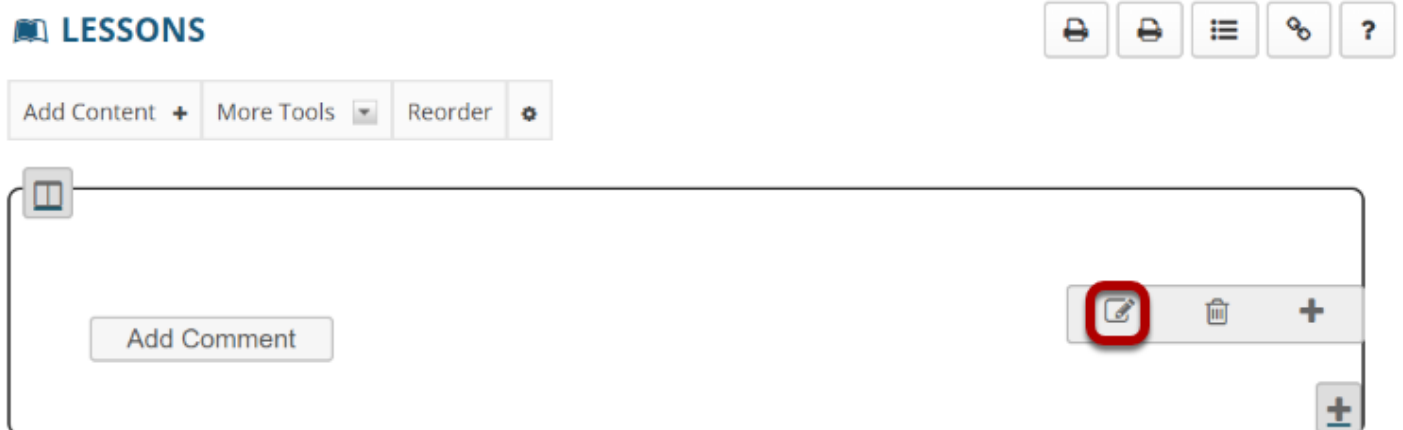 LESSONS
?
Add Content +
More Tools
Reorder
Add Comment